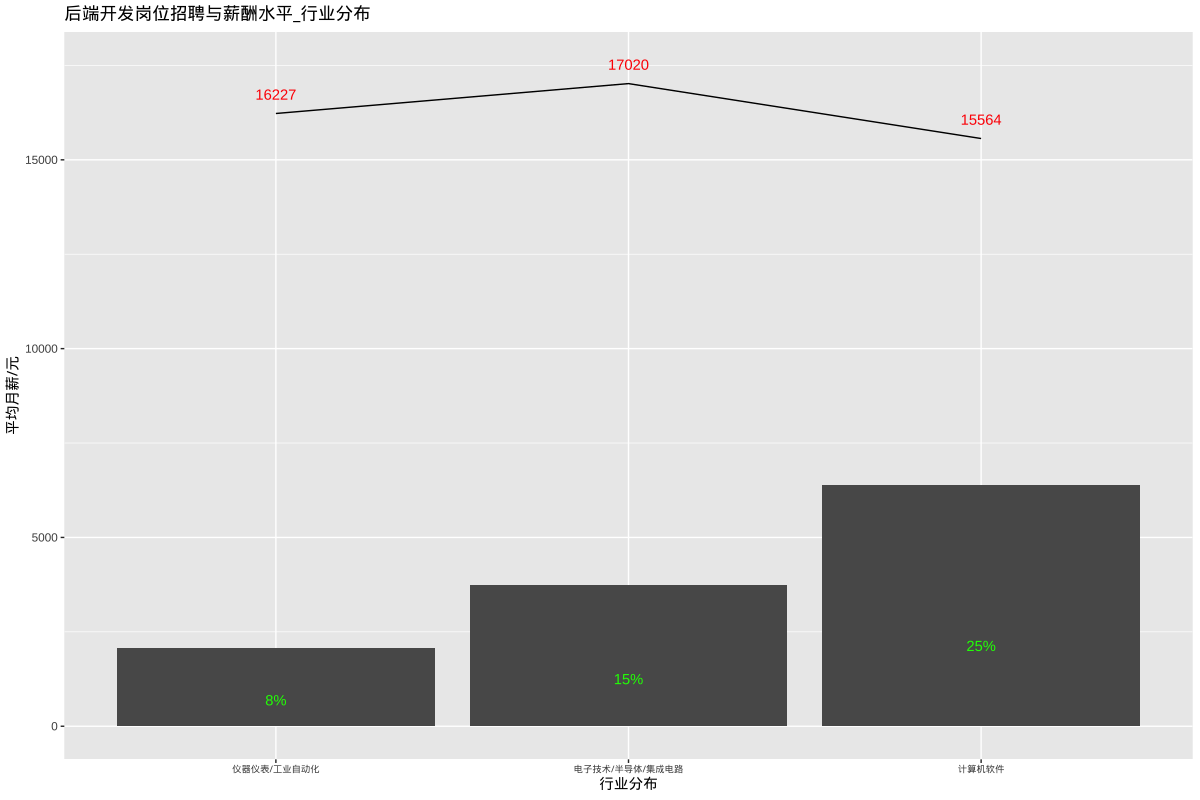 后端开发岗位招聘与薪酬水平_行业分布
17020
16227
15564
15000
10000
平均月薪/元
5000
25%
15%
8%
0
仪器仪表/工业自动化
电子技术/半导体/集成电路
计算机软件
行业分布